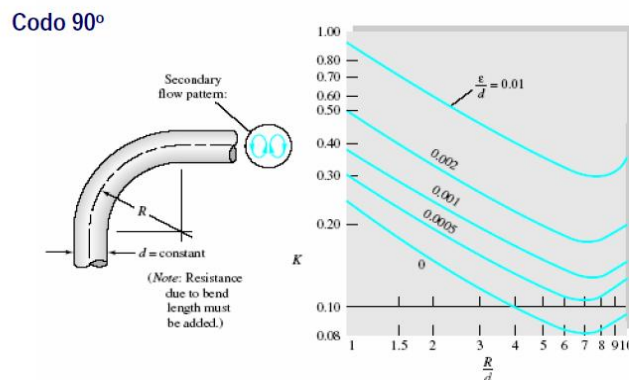 Codo 90º
Secondary
flow pattern:
R
d = constant
(Note: Resistance
due to bend
length must
be added.)
K
1.00
0.80
0.70
0.60
0.50
0.40
0.30
0.20
0.10
0.08
ε/d = 0.01
0.002
0.001
0.0005
0
1 1.5 2 3 4 5 6 7 8 9 10
R/d